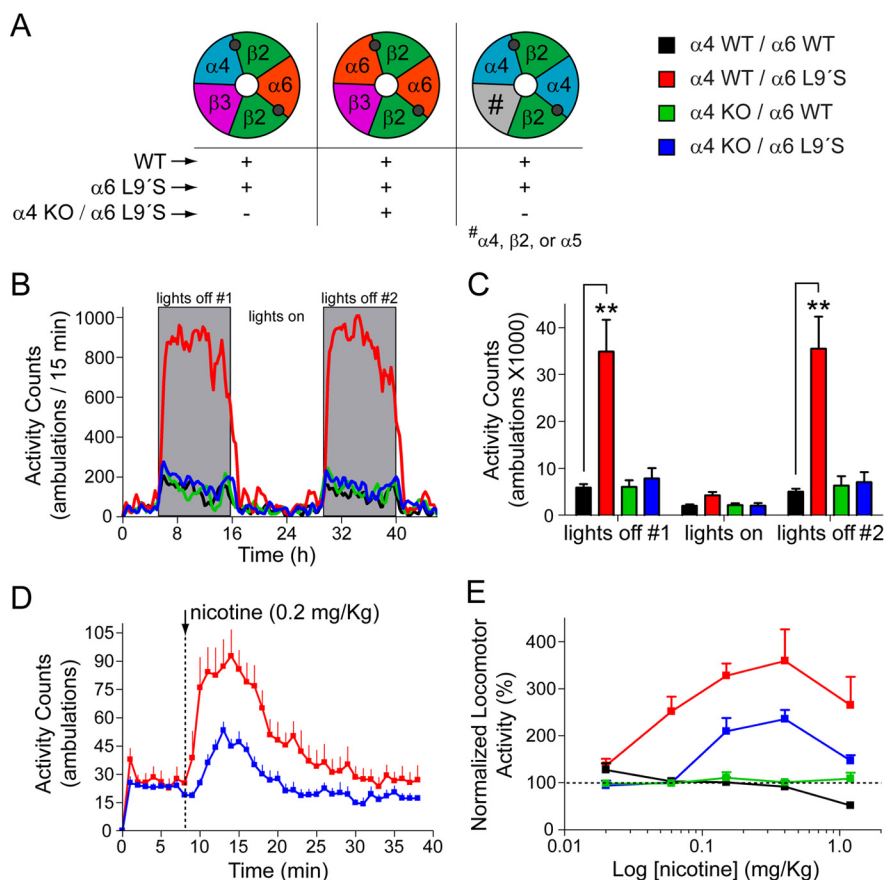 A
α4 β2 α6 β2 β3
α6 β2 α6 β2 β3
β2 α4 β2 #
WT + + +
α6 L9´S + + +
α4 KO / α6 L9´S - + -
#α4, β2, or α5
α4 WT / α6 WT
α4 WT / α6 L9´S
α4 KO / α6 WT
α4 KO / α6 L9´S
B
lights off #1
lights on
lights off #2
Activity Counts
(ambulations / 15 min)
1000
800
600
400
200
0
0 8 16 24 32 40
Time (h)
C
** **
Activity Counts
(ambulations X1000)
40
30
20
10
0
lights off #1 lights on lights off #2
D
nicotine (0.2 mg/Kg)
Activity Counts
(ambulations)
105
90
75
60
45
30
15
0
0 5 10 15 20 25 30 35 40
Time (min)
E
Normalized Locomotor
Activity (%)
400
300
200
100
0
0.01 0.1 1.0
Log [nicotine] (mg/Kg)